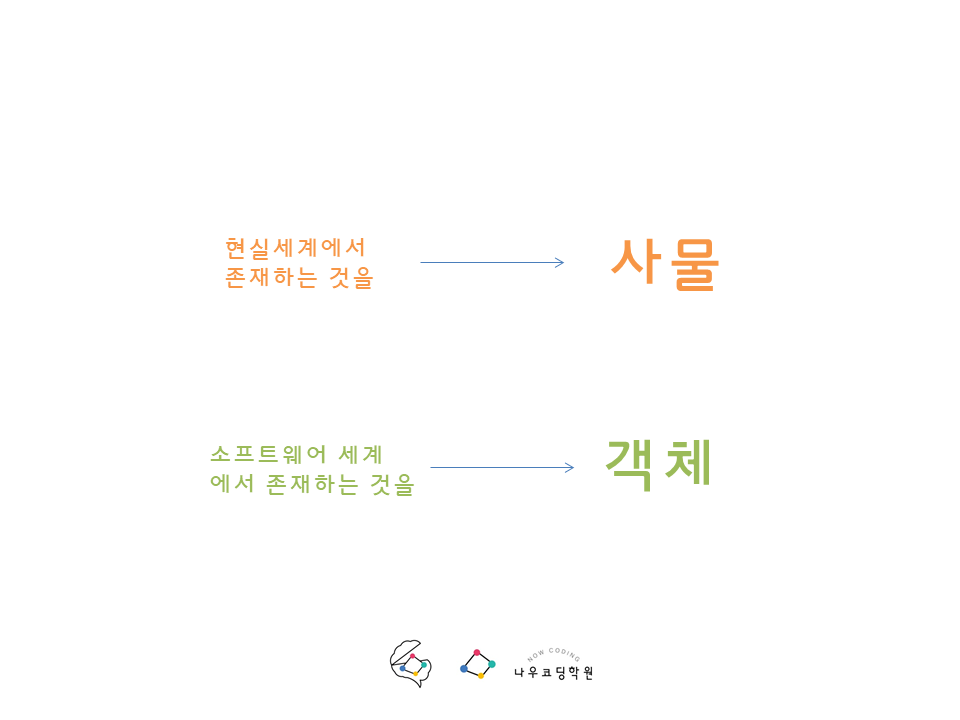 현실세계에서
존재하는 것을
사물
소프트웨어 세계
에서 존재하는 것을
객체
NOW CODING
나우코딩학원